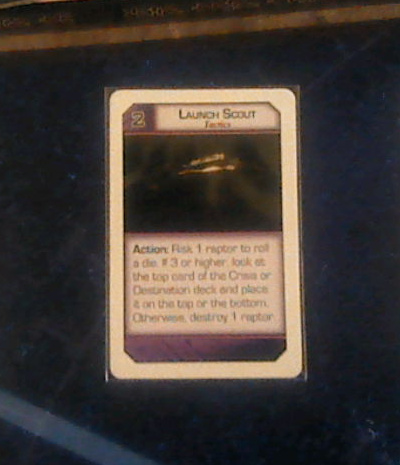 2
LAUNCH SCOUT
Tactics
Action: Risk 1 raptor to roll
a die. If 3 or higher, look at
the top card of the Crisis or
Destination deck and place
it on the top or the bottom.
Otherwise, destroy 1 raptor.